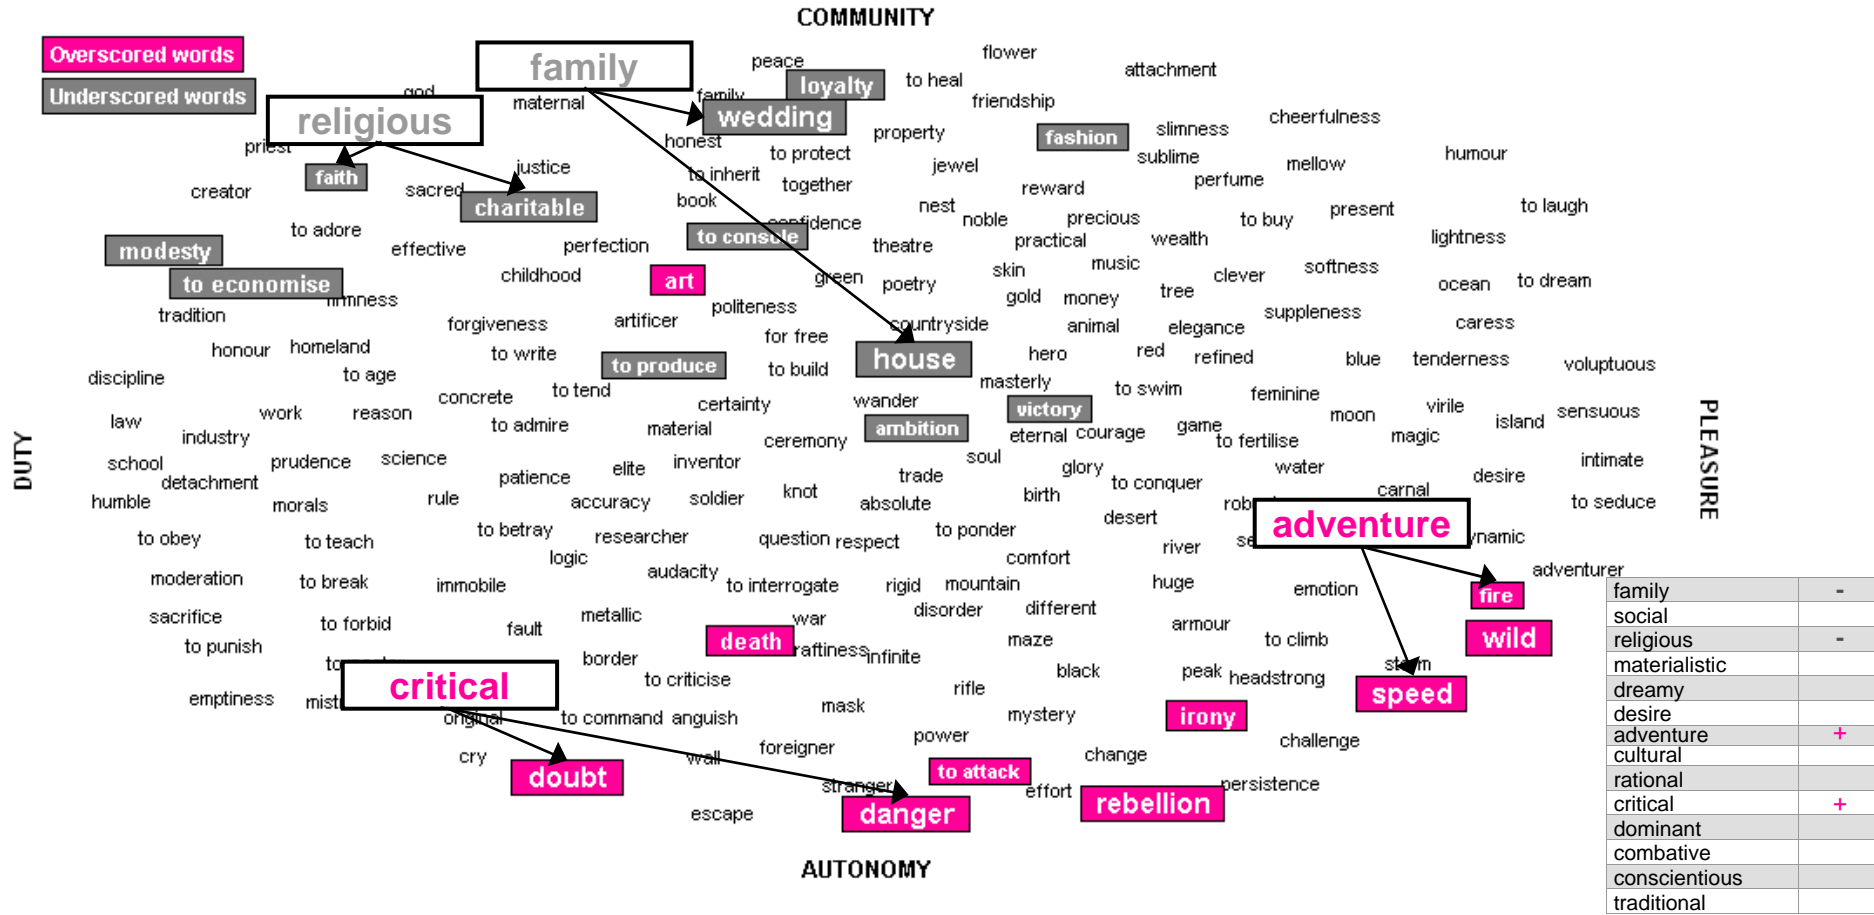 COMMUNITY
Overscored words
Underscored words
family
religious
peace
flower
attachment
loyalty
to heal
god
maternal
family
friendship
wedding
cheerfulness
priest
honest
property
fashion
slimness
to protect
sublime
humour
faith
justice
to inherit
jewel
mellow
creator
sacred
together
reward
perfume
charitable
book
nest
noble
precious
to buy
present
to laugh
to adore
confidence
modesty
effective
perfection
to console
theatre
practical
wealth
lightness
to economise
childhood
art
green
poetry
skin
music
clever
softness
ocean
to dream
firmness
gold
money
tree
tradition
forgiveness
artificer
politeness
countryside
animal
elegance
suppleness
caress
honour
homeland
to write
for free
house
hero
red
refined
blue
tenderness
voluptuous
discipline
to age
to produce
to build
masterly
concrete
to tend
certainty
wander
to swim
feminine
law
work
reason
to admire
material
ceremony
ambition
victory
eternal
courage
game
moon
virile
island
sensuous
industry
to fertilise
magic
DUTY
PLEASURE
school
prudence
science
elite
inventor
soul
glory
water
intimate
detachment
patience
trade
to conquer
desire
humble
morals
rule
accuracy
soldier
knot
absolute
birth
carnal
to seduce
desert
adventure
to obey
to teach
to betray
researcher
question
respect
to ponder
river
logic
comfort
adventurer
moderation
to break
immobile
audacity
to interrogate
rigid
mountain
huge
emotion
fire
sacrifice
to forbid
fault
metallic
war
disorder
different
armour
to climb
wild
to punish
death
infinite
maze
critical
border
to criticise
black
peak
headstrong
storm
speed
emptiness
original
to command
anguish
mask
rifle
mystery
irony
cry
wall
foreigner
power
change
challenge
doubt
to attack
stranger
effort
persistence
escape
danger
rebellion
AUTONOMY
family -
social
religious -
materialistic
dreamy
desire
adventure +
cultural
rational
critical +
dominant
combative
conscientious
traditional